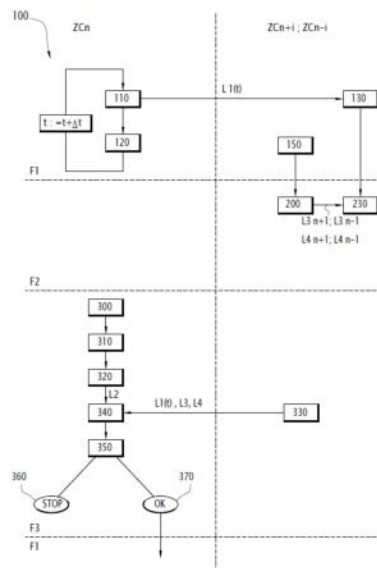 100
ZCn
ZCn+i ; ZCn-i
110
L1(t)
130
t : =t+Δt
120
150
F1
200
230
L3 n+1; L3 n-1
L4 n+1; L4 n-1
F2
300
310
320
L2
340
L1(t) , L3, L4
330
350
360
370
STOP
OK
F3
F1